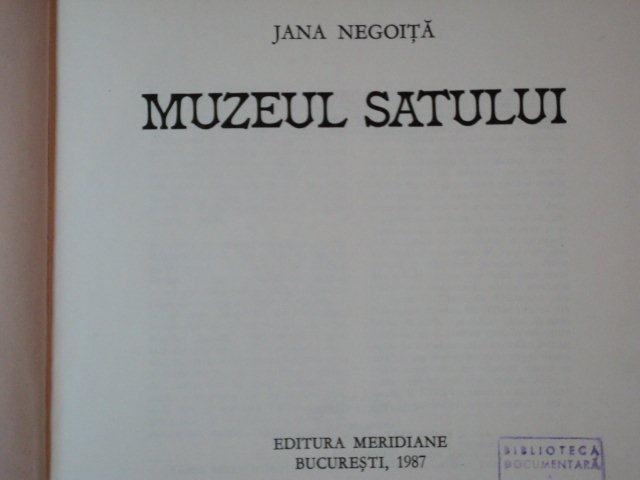 JANA NEGOIȚĂ
MUZEUL SATULUI
EDITURA MERIDIANE
BUCUREȘTI, 1987
BIBLIOTECA
DOCUMENTARĂ